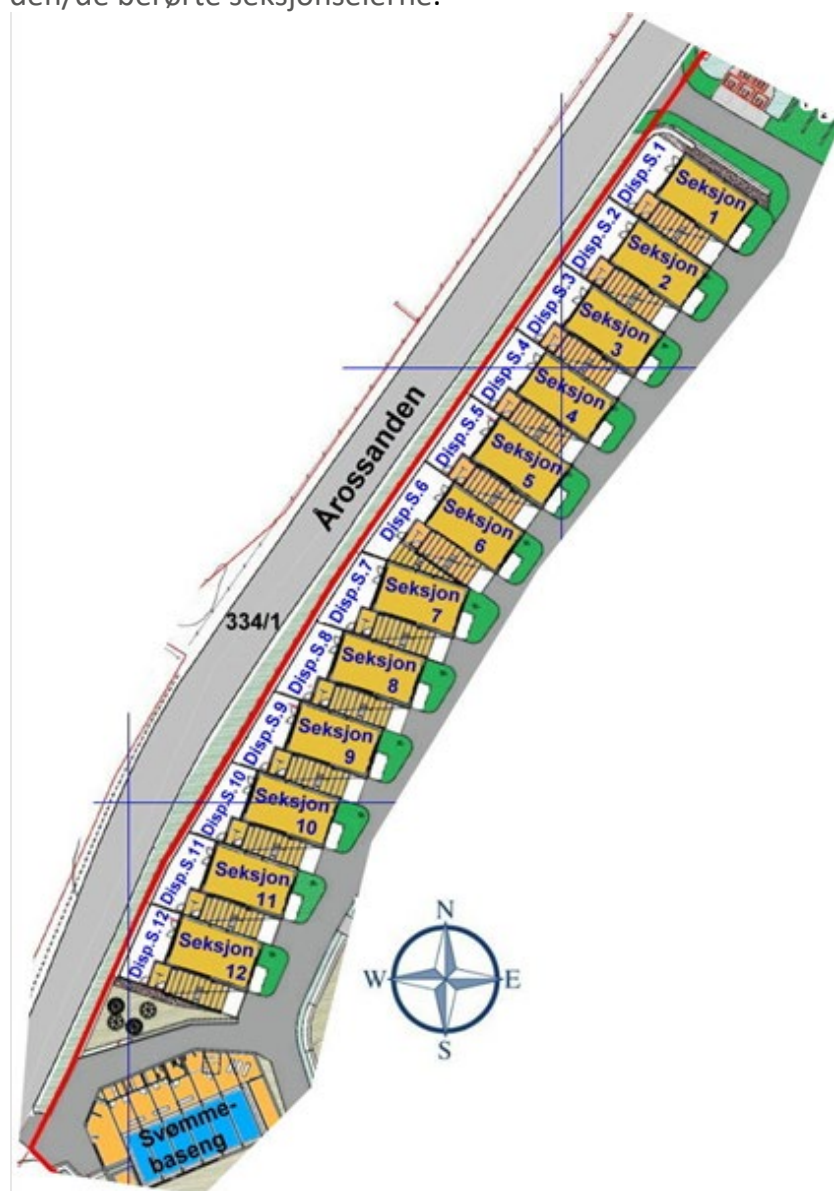 den/de berørte seksjonseierne.
Disp.S.1
Seksjon
1
Disp.S.2
Seksjon
2
Disp.S.3
Seksjon
3
Disp.S.4
Seksjon
4
Disp.S.5
Seksjon
5
Disp.S.6
Seksjon
6
Årossanden
334/1
Disp.S.7
Seksjon
7
Disp.S.8
Seksjon
8
Disp.S.9
Seksjon
9
Disp.S.10
Seksjon
10
Disp.S.11
Seksjon
11
Disp.S.12
Seksjon
12
N
W
E
S
Svømme-
baseng